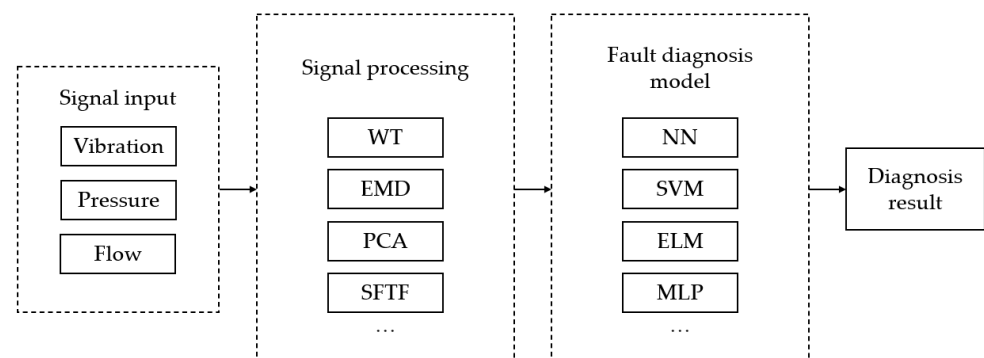 Signal input
Vibration
Pressure
Flow
Signal processing
WT
EMD
PCA
SFTF
...
Fault diagnosis
model
NN
SVM
ELM
MLP
...
Diagnosis
result